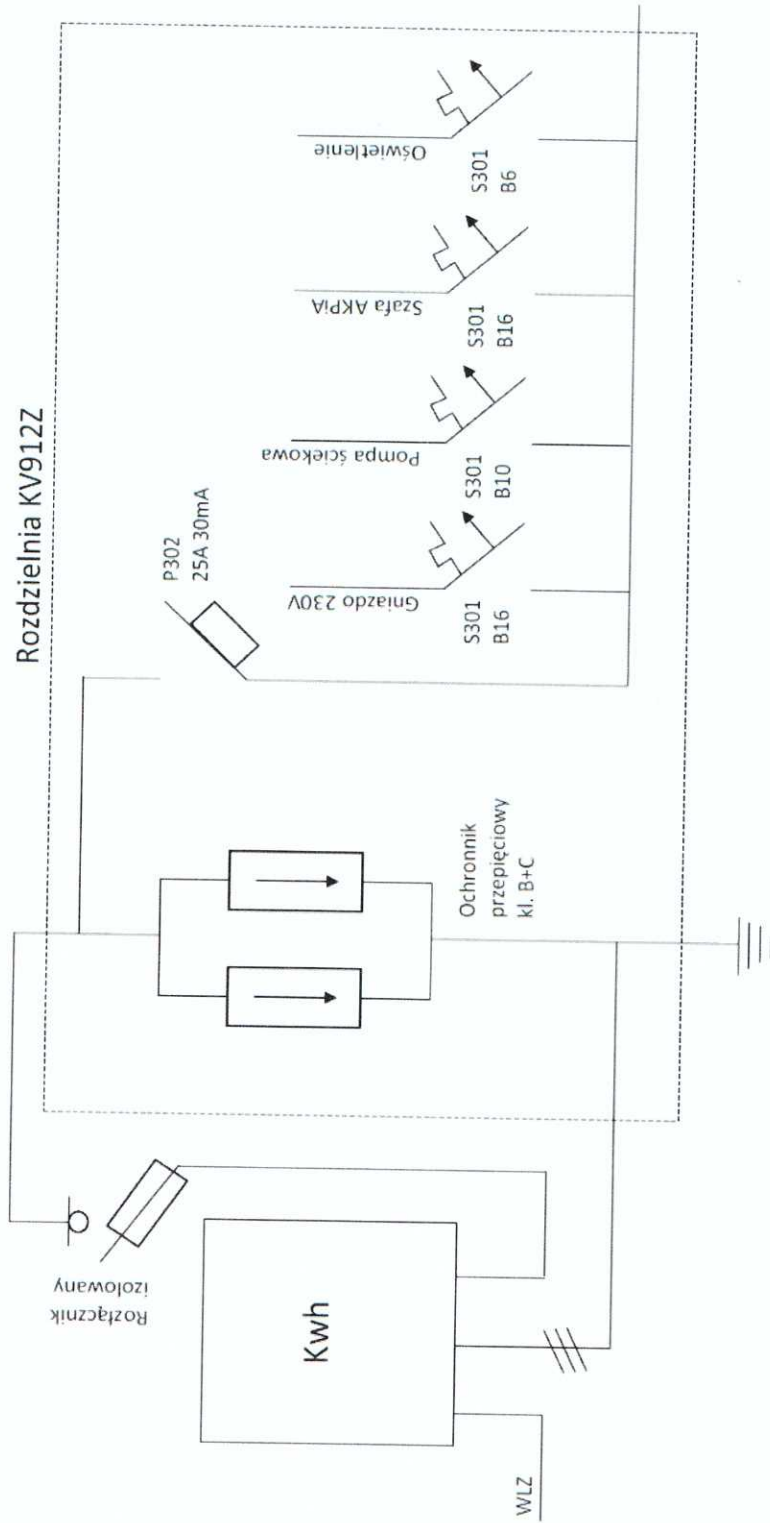 Rozdzielnia KV912Z
WLZ
Kwh
Rozłącznik
izolowany
Ochronnik
przepięciowy
kl. B+C
P302
25A 30mA
Gniazdo 230V
S301
B16
Pompa ściekowa
S301
B10
Szafa AKPiA
S301
B16
Oświetlenie
S301
B6